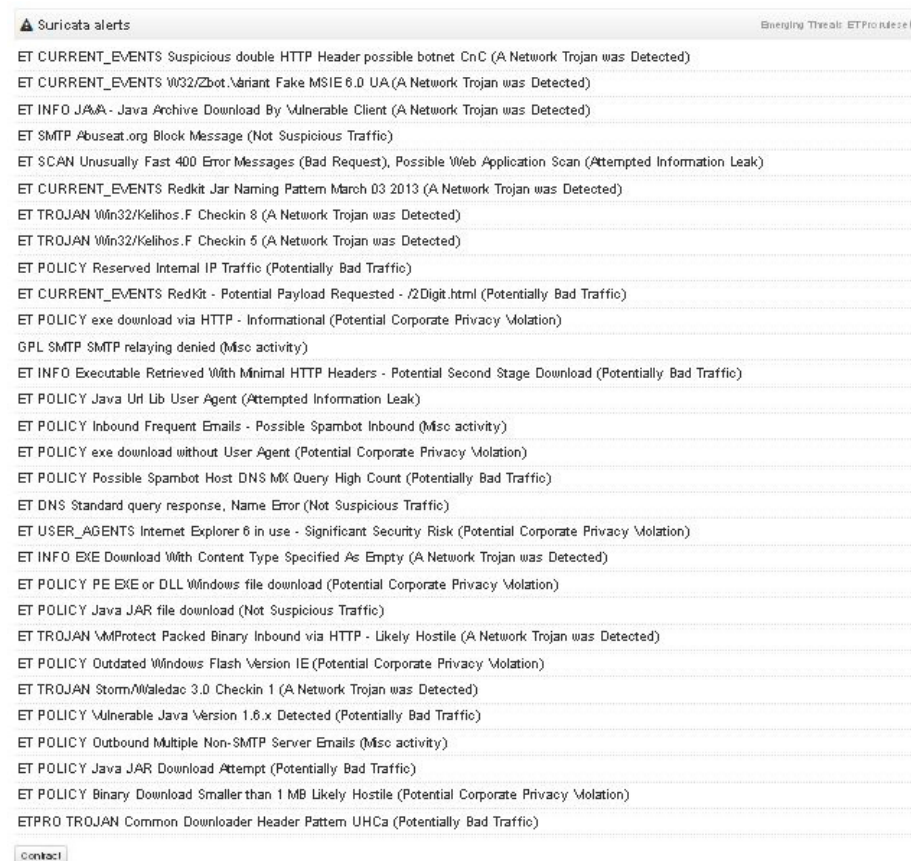 Suricata alerts
Emerging Threats ETPro ruleset
ET CURRENT_EVENTS Suspicious double HTTP Header possible botnet CnC (A Network Trojan was Detected)
ET CURRENT_EVENTS W32/Zbot.Variant Fake MSIE 6.0 UA (A Network Trojan was Detected)
ET INFO JAVA - Java Archive Download By Vulnerable Client (A Network Trojan was Detected)
ET SMTP Abuseat.org Block Message (Not Suspicious Traffic)
ET SCAN Unusually Fast 400 Error Messages (Bad Request), Possible Web Application Scan (Attempted Information Leak)
ET CURRENT_EVENTS Redkit Jar Naming Pattern March 03 2013 (A Network Trojan was Detected)
ET TROJAN Win32/Kelihos.F Checkin 8 (A Network Trojan was Detected)
ET TROJAN Win32/Kelihos.F Checkin 5 (A Network Trojan was Detected)
ET POLICY Reserved Internal IP Traffic (Potentially Bad Traffic)
ET CURRENT_EVENTS RedKit - Potential Payload Requested - /2Digit.html (Potentially Bad Traffic)
ET POLICY exe download via HTTP - Informational (Potential Corporate Privacy Violation)
GPL SMTP SMTP relaying denied (Misc activity)
ET INFO Executable Retrieved With Minimal HTTP Headers - Potential Second Stage Download (Potentially Bad Traffic)
ET POLICY Java Url Lib User Agent (Attempted Information Leak)
ET POLICY Inbound Frequent Emails - Possible Spambot Inbound (Misc activity)
ET POLICY exe download without User Agent (Potential Corporate Privacy Violation)
ET POLICY Possible Spambot Host DNS MX Query High Count (Potentially Bad Traffic)
ET DNS Standard query response, Name Error (Not Suspicious Traffic)
ET USER_AGENTS Internet Explorer 6 in use - Significant Security Risk (Potential Corporate Privacy Violation)
ET INFO EXE Download With Content Type Specified As Empty (A Network Trojan was Detected)
ET POLICY PE EXE or DLL Windows file download (Potential Corporate Privacy Violation)
ET POLICY Java JAR file download (Not Suspicious Traffic)
ET TROJAN VMProtect Packed Binary Inbound via HTTP - Likely Hostile (A Network Trojan was Detected)
ET POLICY Outdated Windows Flash Version IE (Potential Corporate Privacy Violation)
ET TROJAN Storm/Waledac 3.0 Checkin 1 (A Network Trojan was Detected)
ET POLICY Vulnerable Java Version 1.6.x Detected (Potentially Bad Traffic)
ET POLICY Outbound Multiple Non-SMTP Server Emails (Misc activity)
ET POLICY Java JAR Download Attempt (Potentially Bad Traffic)
ET POLICY Binary Download Smaller than 1 MB Likely Hostile (Potential Corporate Privacy Violation)
ETPRO TROJAN Common Downloader Header Pattern UHCa (Potentially Bad Traffic)
Contract